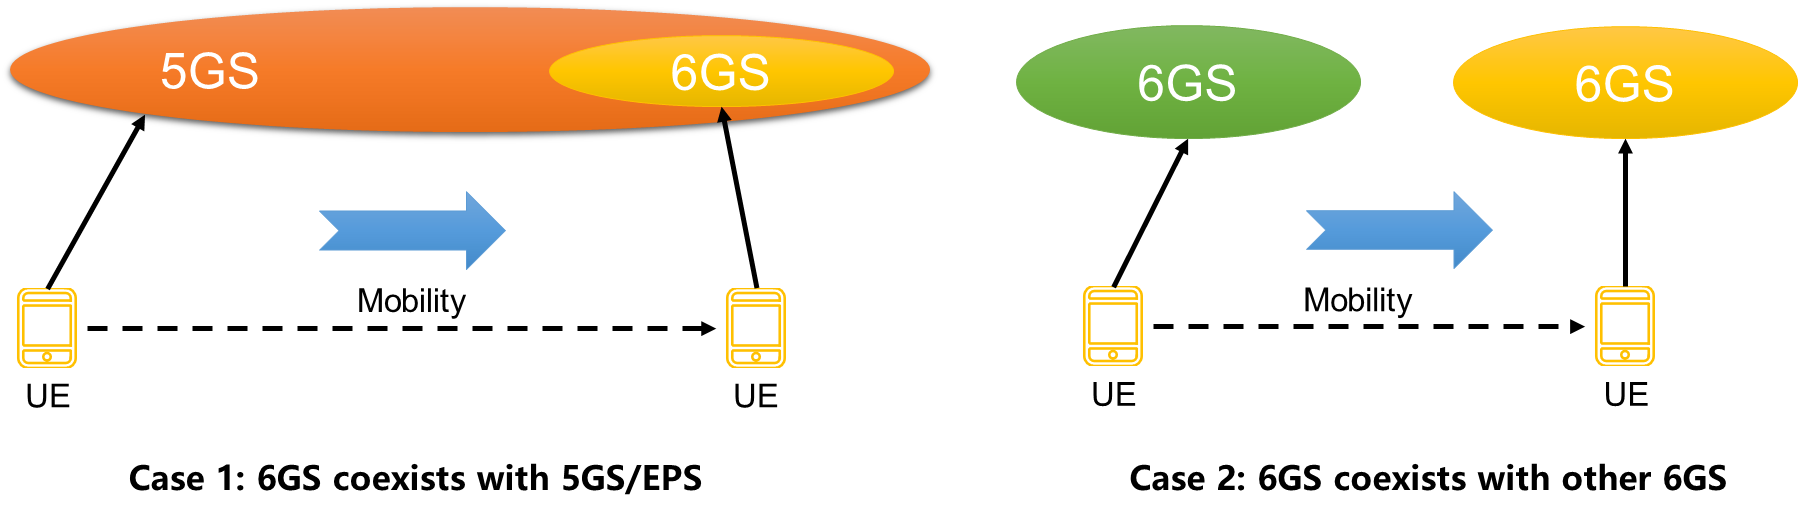 5GS
6GS
Mobility
UE
UE
Case 1: 6GS coexists with 5GS/EPS
6GS
6GS
Mobility
UE
UE
Case 2: 6GS coexists with other 6GS